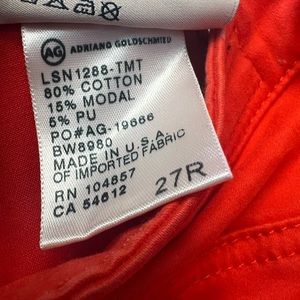 AG ADRIANO GOLDSCHMIED
LSN1288-TMT
80% COTTON
15% MODAL
5% PU
PO#AG-19666
BW8980
MADE IN U.S.A.
OF IMPORTED FABRIC
RN 104857
CA 54612
27R